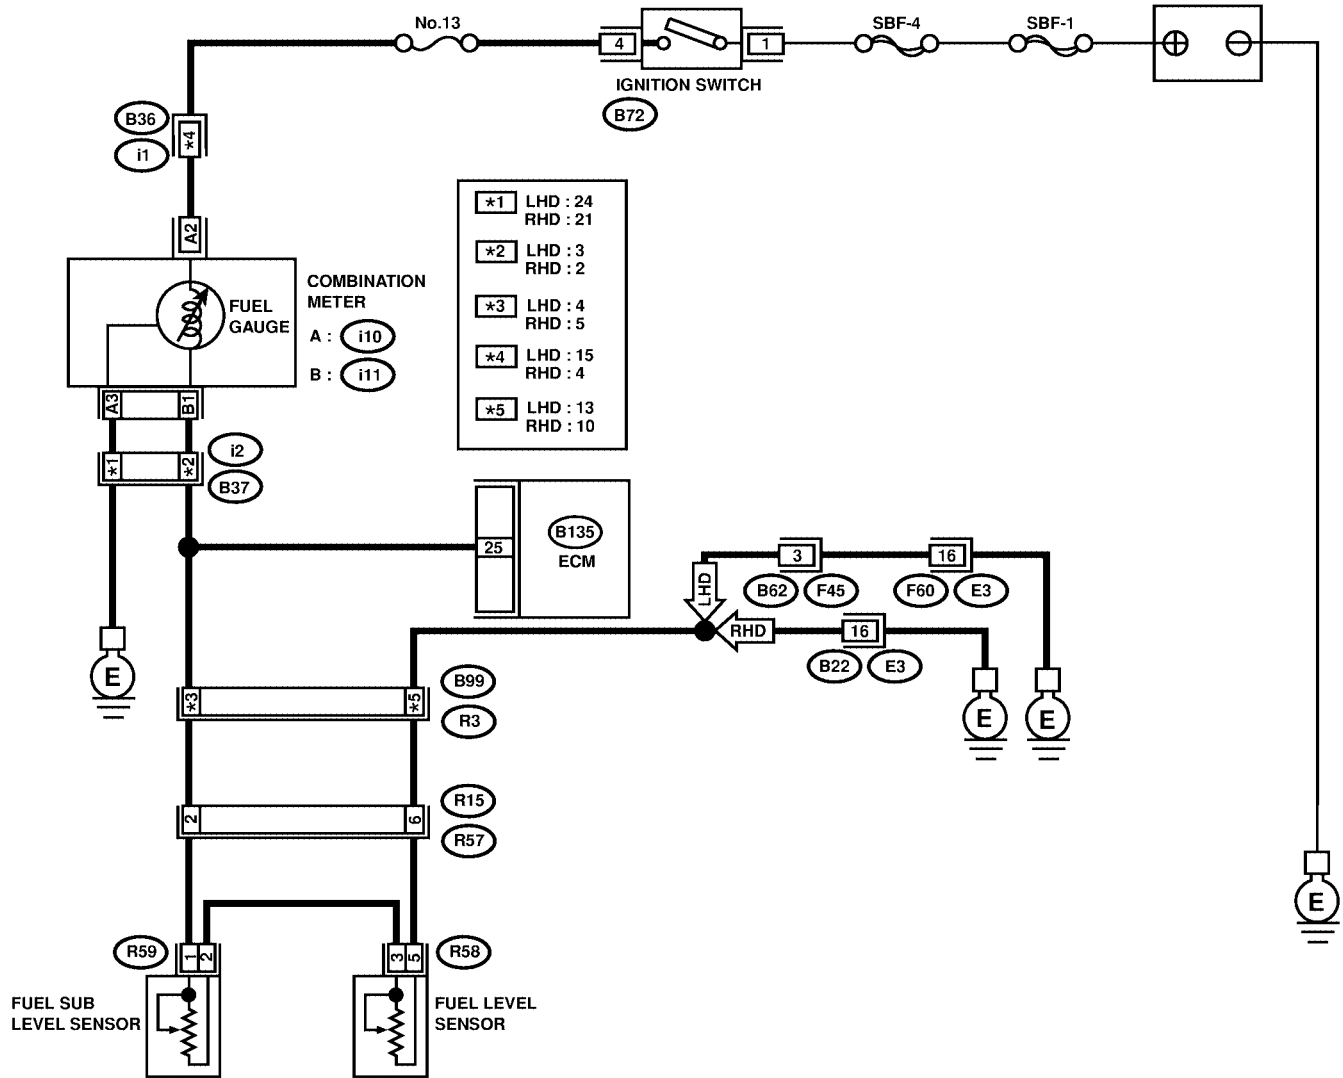 No.13
4
1
SBF-4
SBF-1
IGNITION SWITCH
B72
B36
i1
*4
A2
*1 LHD : 24
RHD : 21
*2 LHD : 3
RHD : 2
*3 LHD : 4
RHD : 5
*4 LHD : 15
RHD : 4
*5 LHD : 13
RHD : 10
COMBINATION
METER
A : i10
B : i11
FUEL
GAUGE
A3
B1
*1
*2
i2
B37
25
B135
ECM
LHD
3
16
B62
F45
F60
E3
RHD
16
B22
E3
E
E
E
*3
*5
B99
R3
2
6
R15
R57
E
R59
1
2
3
5
R58
FUEL SUB
LEVEL SENSOR
FUEL LEVEL
SENSOR